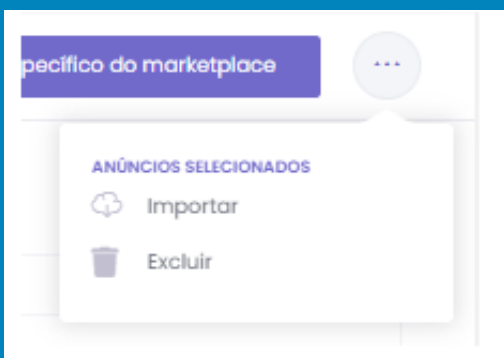 pecífico do marketplace
...
ANÚNCIOS SELECIONADOS
Importar
Excluir